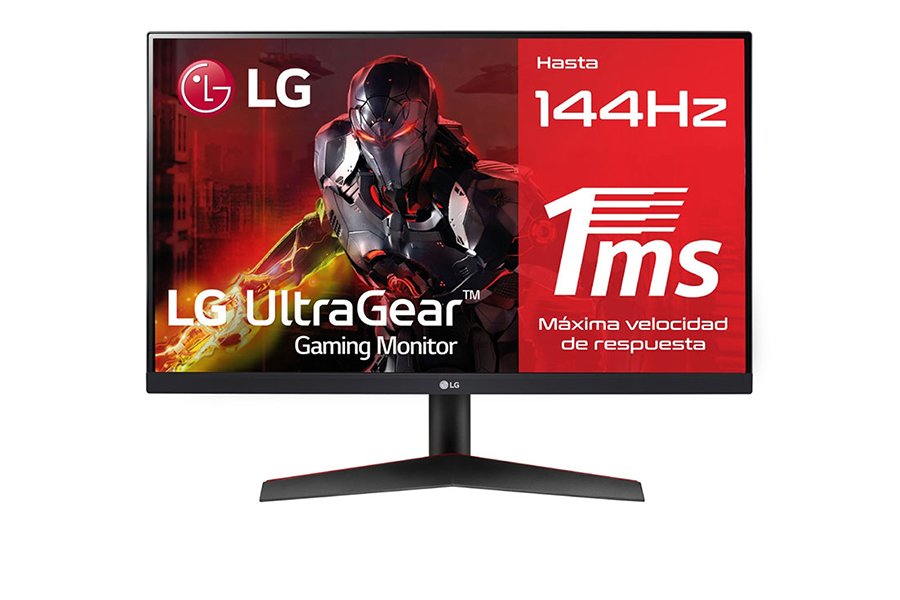 LG
LG UltraGear™
Gaming Monitor
Hasta
144Hz
1ms
Máxima velocidad
de respuesta
LG